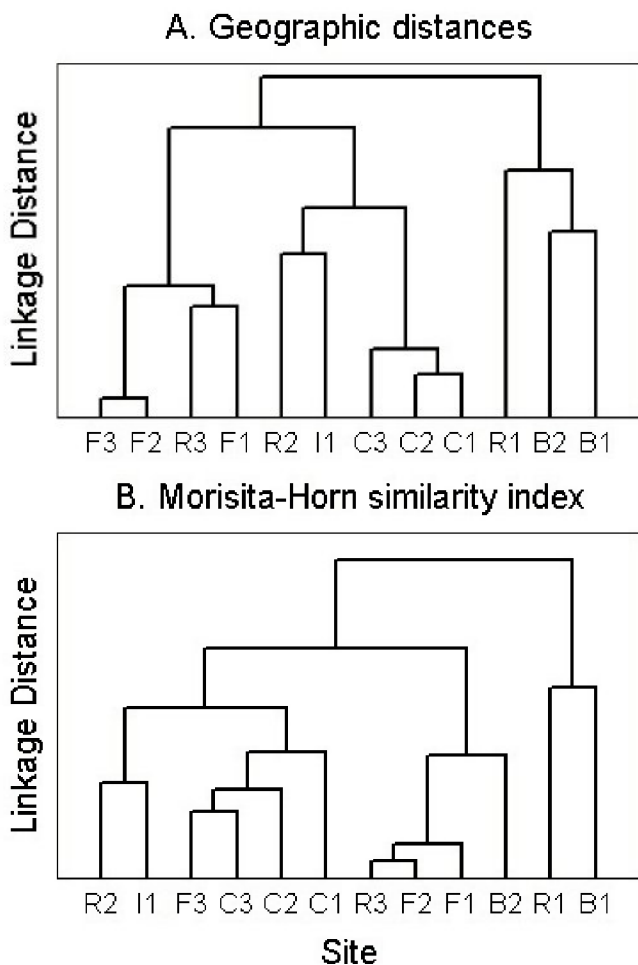 A. Geographic distances
Linkage Distance
F3 F2 R3 F1 R2 I1 C3 C2 C1 R1 B2 B1
B. Morisita-Horn similarity index
Linkage Distance
R2 I1 F3 C3 C2 C1 R3 F2 F1 B2 R1 B1
Site